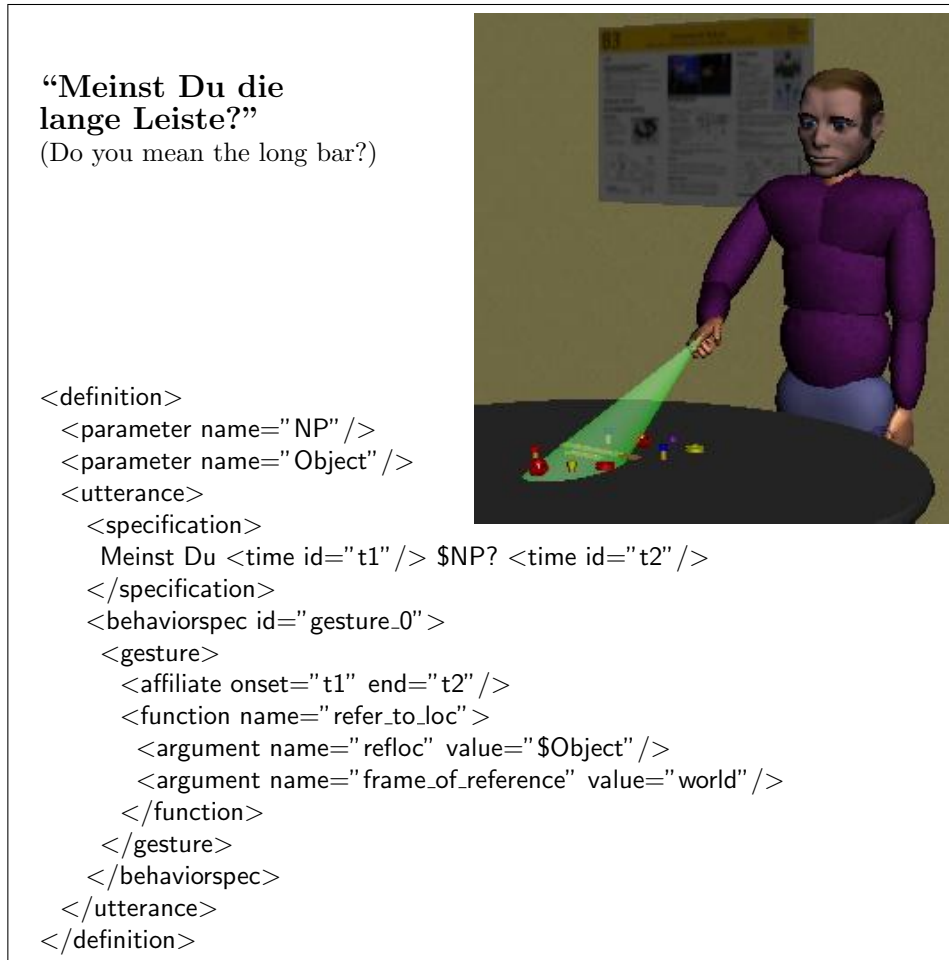 “Meinst Du die
lange Leiste?”
(Do you mean the long bar?)
<definition>
<parameter name="NP"/>
<parameter name="Object"/>
<utterance>
<specification>
Meinst Du <time id="t1"/> $NP? <time id="t2"/>
</specification>
<behaviorspec id="gesture_0">
<gesture>
<affiliate onset="t1" end="t2"/>
<function name="refer_to_loc">
<argument name="refloc" value="$Object"/>
<argument name="frame_of_reference" value="world"/>
</function>
</gesture>
</behaviorspec>
</utterance>
</definition>